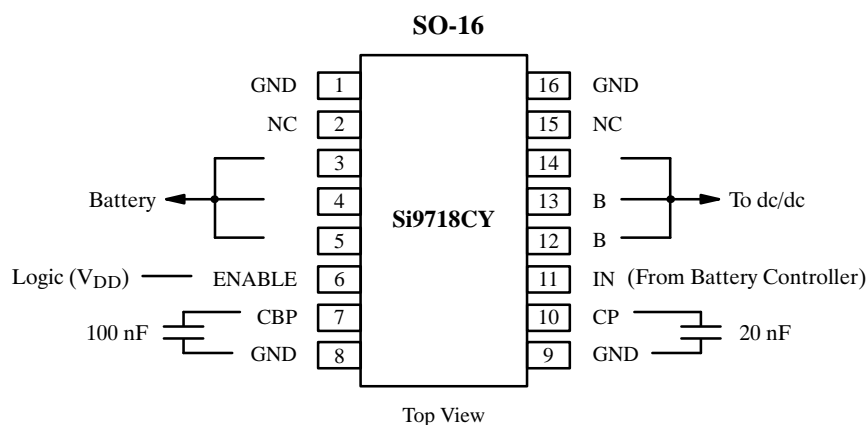 SO-16
GND 1 16 GND
NC 2 15 NC
3 14
Battery 4 13 B To dc/dc
Si9718CY
5 12 B
Logic (VDD) ENABLE 6 11 IN (From Battery Controller)
CBP 7 10 CP
100 nF 20 nF
GND 8 9 GND
Top View